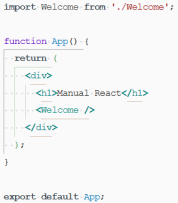 import Welcome from './Welcome';
function App() {
return (
<div>
<h1>Manual React</h1>
<Welcome />
</div>
);
}
export default App;